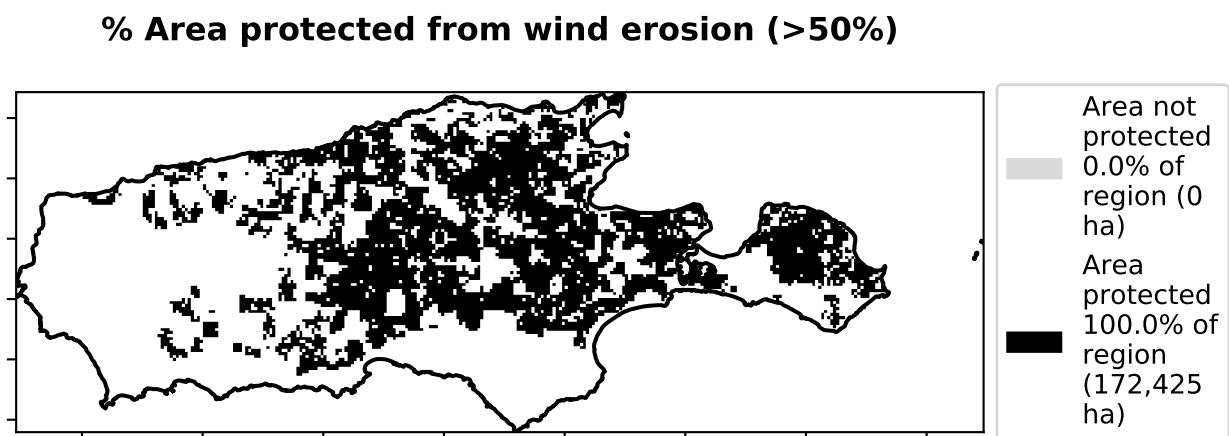 % Area protected from wind erosion (>50%)
Area not
protected
0.0% of
region (0
ha)
Area
protected
100.0% of
region
(172,425
ha)